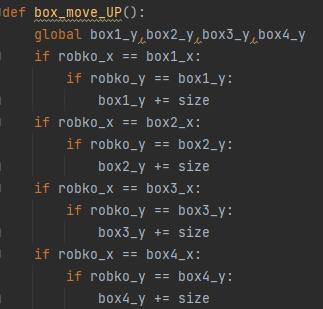 def box_move_UP():
    global box1_y,box2_y,box3_y,box4_y
    if robko_x == box1_x:
        if robko_y == box1_y:
            box1_y += size
    if robko_x == box2_x:
        if robko_y == box2_y:
            box2_y += size
    if robko_x == box3_x:
        if robko_y == box3_y:
            box3_y += size
    if robko_x == box4_x:
        if robko_y == box4_y:
            box4_y += size